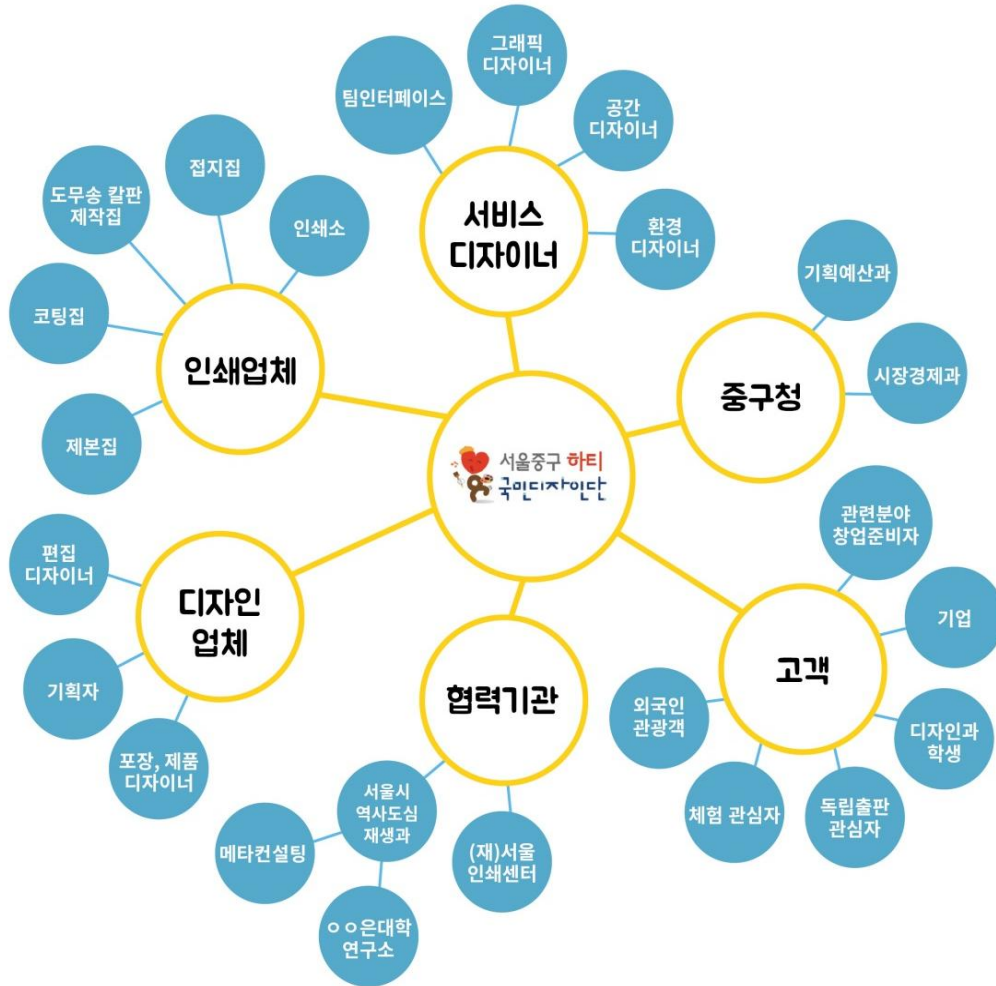 그래픽
디자이너
팀인터페이스
공간
디자이너
서비스
디자이너
환경
디자이너
접지집
도무송 칼판
제작집
인쇄소
코팅집
인쇄업체
제본집
기획예산과
중구청
시장경제과
서울중구 하티
국민디자인단
관련분야
창업준비자
기업
고객
외국인
관광객
디자인과
학생
체험 관심자
독립출판
관심자
편집
디자이너
디자인
업체
기획자
포장, 제품
디자이너
협력기관
서울시
역사도심
재생과
메타컨설팅
(재)서울
인쇄센터
ㅇㅇ은대학
연구소